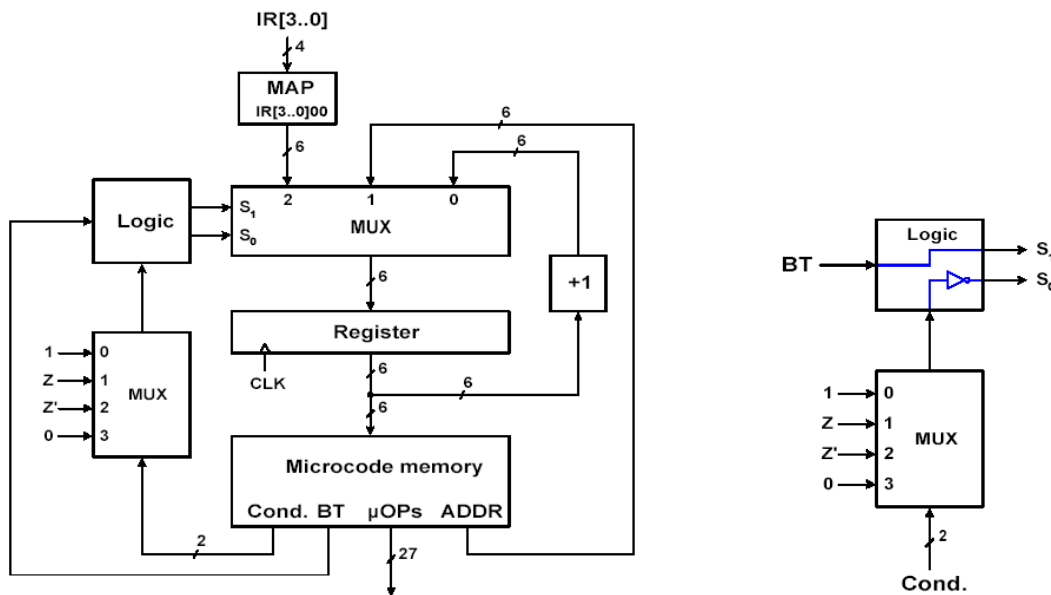 IR[3..0]
4
MAP
IR[3..0]00
6
6
6
2 1 0
S1
S0
MUX
Logic
6
+1
Register
CLK
6
6
6
1 0
Z 1
Z' 2
0 3
MUX
Microcode memory
Cond. BT µOPs ADDR
2
27
Logic
BT
S1
S0
1 0
Z 1
Z' 2
0 3
MUX
2
Cond.